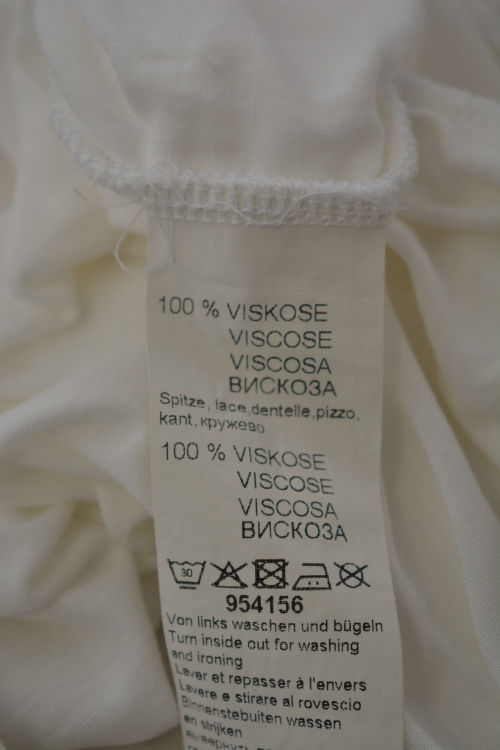 100 % VISKOSE
VISCOSE
VISCOSA
ВИСКОЗА
Spitze, lace,dentelle,pizzo,
kant,кружево
100 % VISKOSE
VISCOSE
VISCOSA
ВИСКОЗА
30
954156
Von links waschen und bügeln
Turn inside out for washing
and ironing
Laver et repasser à l'envers
Lavere e stirare al rovescio
Binnenstebuiten wassen
en strijken